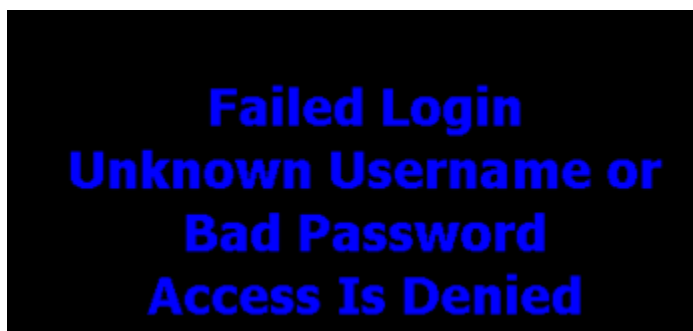 Failed Login
Unknown Username or
Bad Password
Access Is Denied